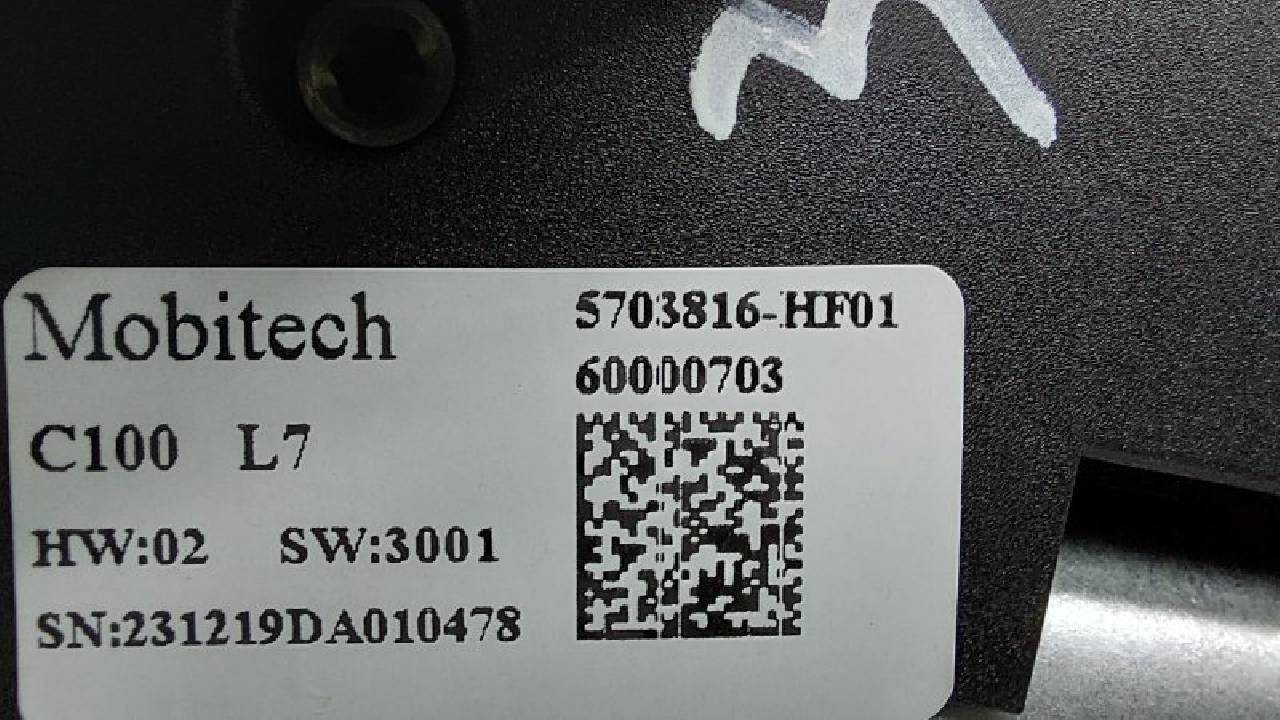 Mobitech
5703816-HF01
60000703
C100 L7
HW:02 SW:3001
SN:231219DA010478